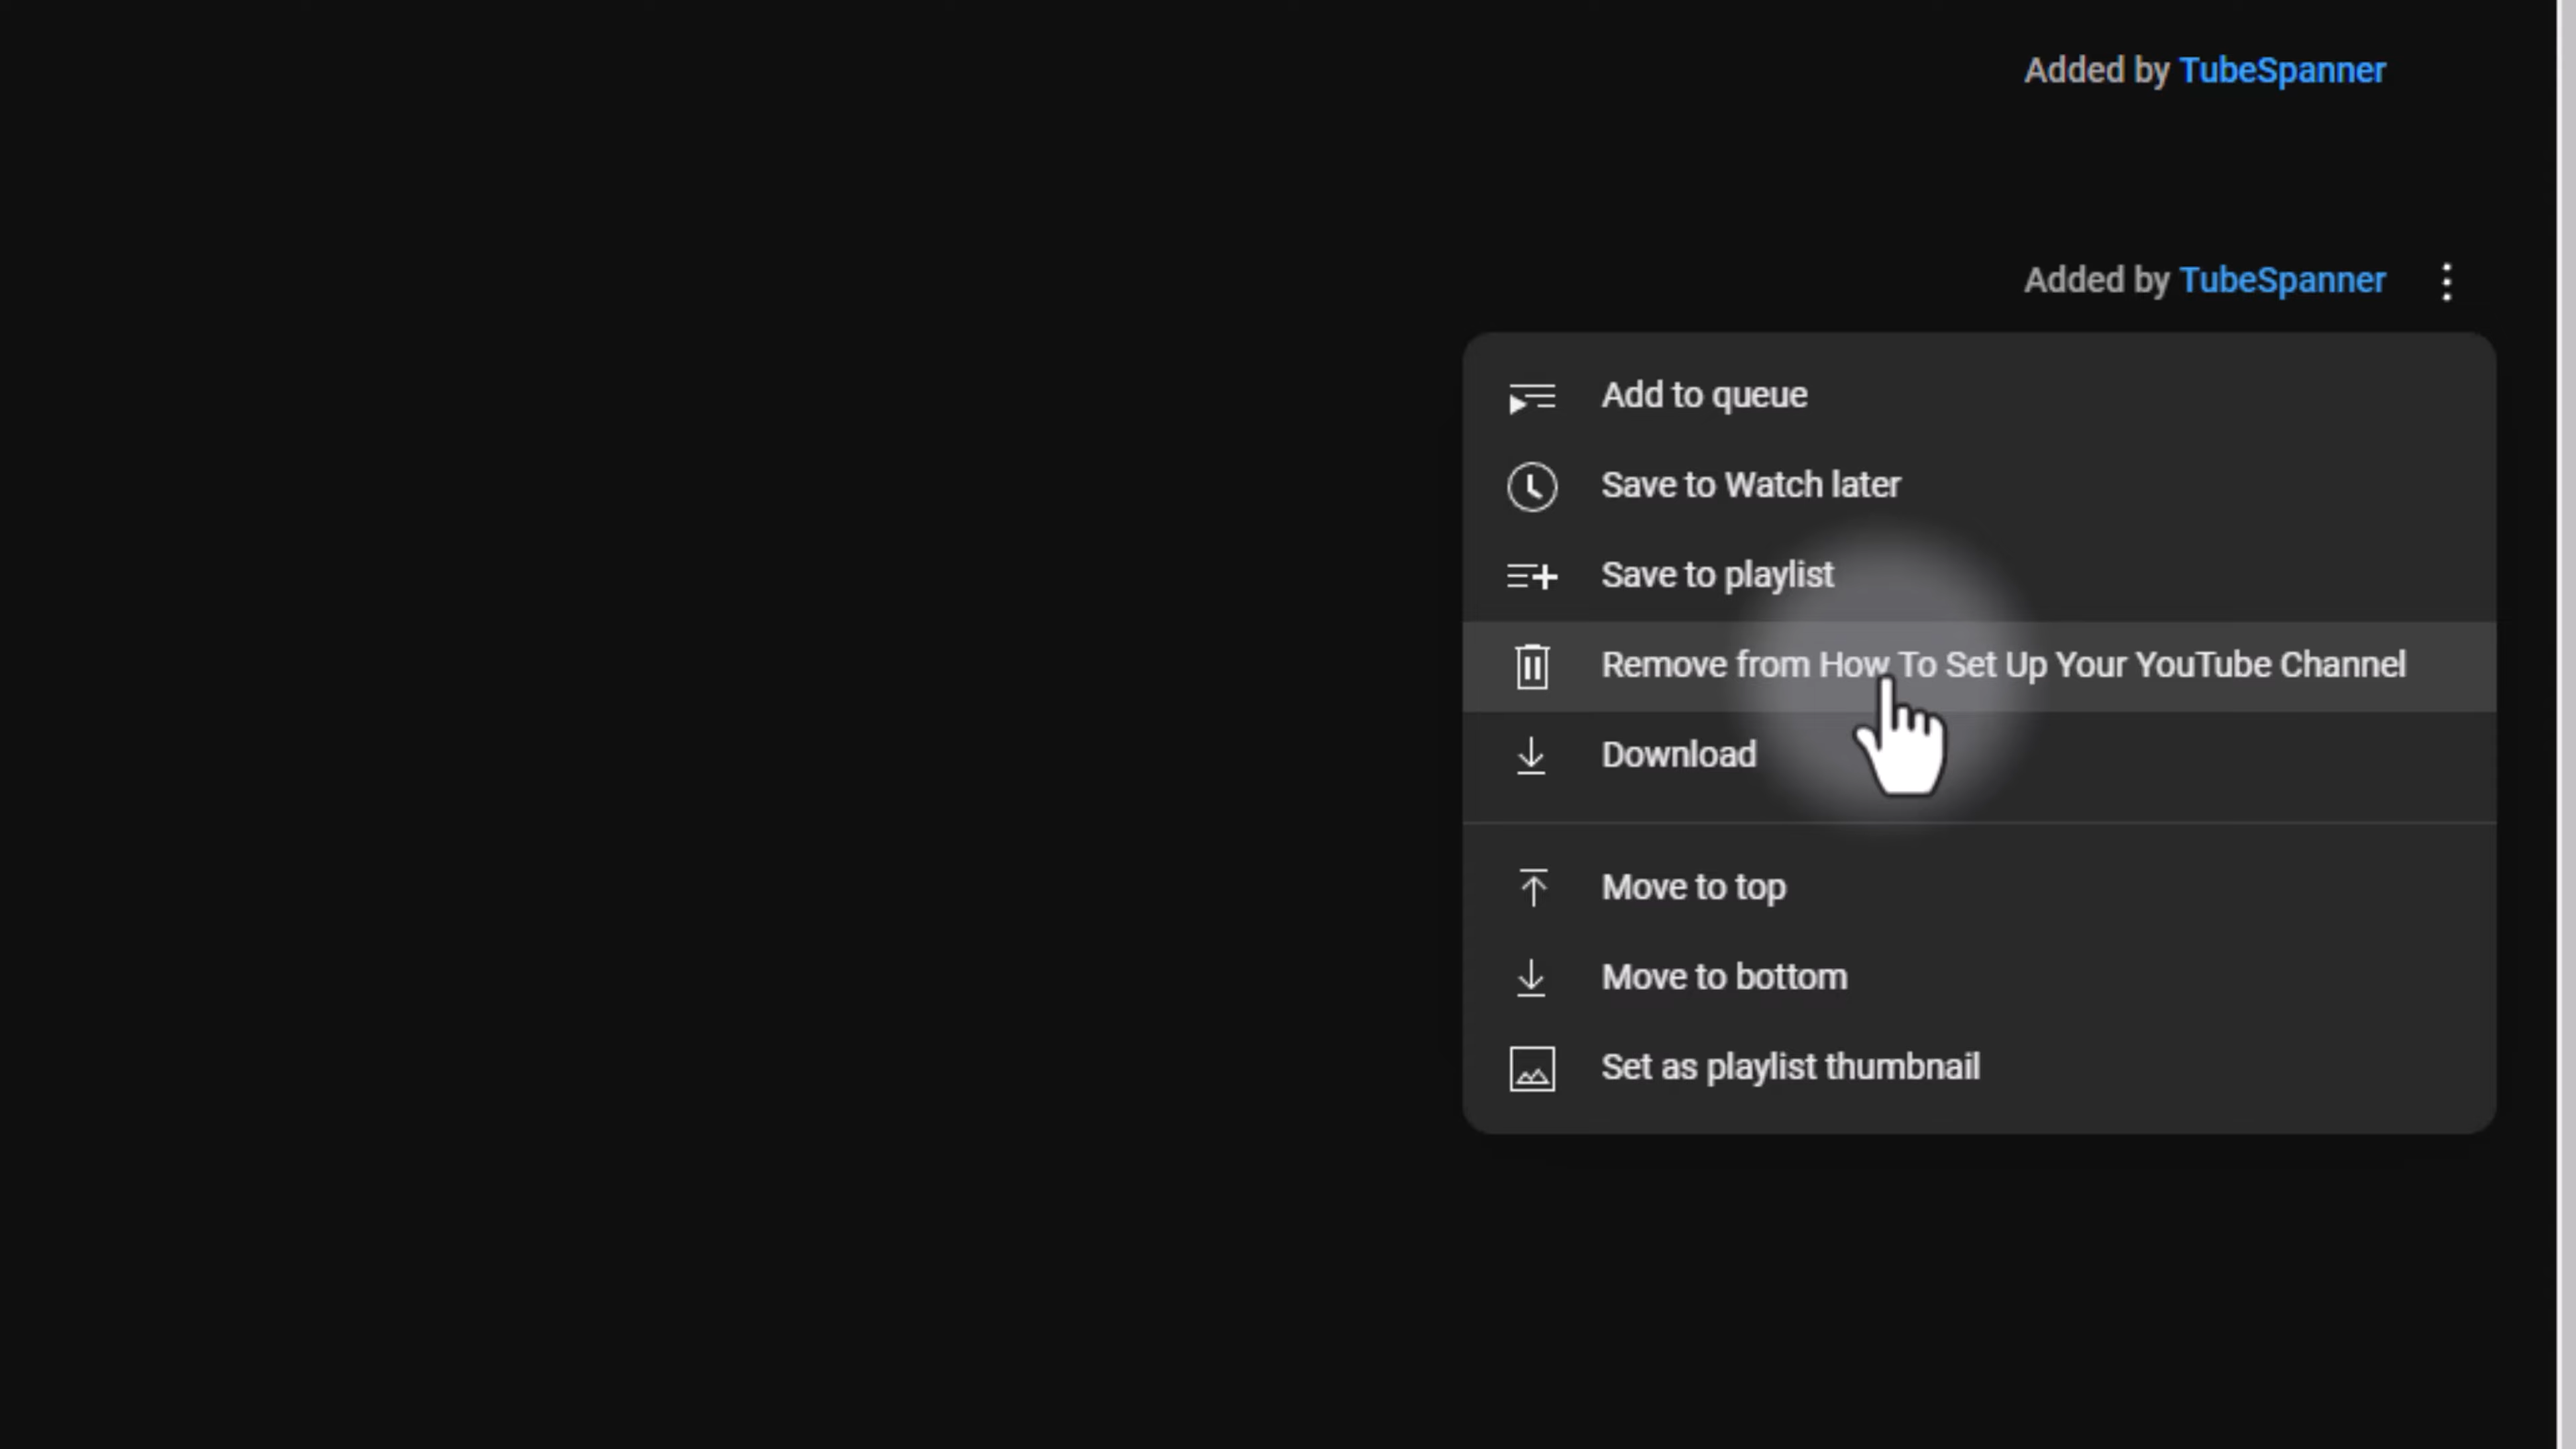 Added by TubeSpanner
Added by TubeSpanner
Add to queue
Save to Watch later
Save to playlist
Remove from How To Set Up Your YouTube Channel
Download
Move to top
Move to bottom
Set as playlist thumbnail